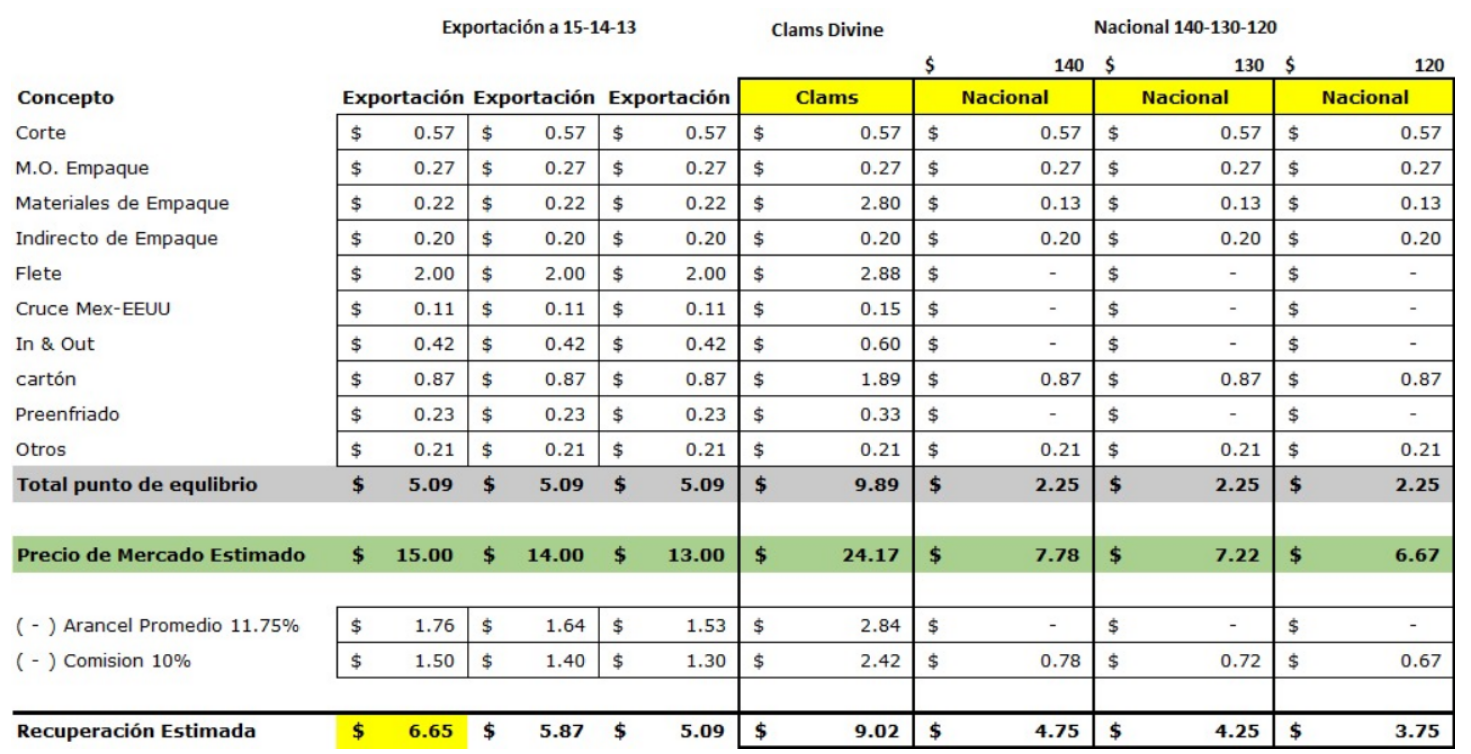 Exportación a 15-14-13 Clams Divine Nacional 140-130-120
$ 140 $ 130 $ 120
Concepto Exportación Exportación Exportación Clams Nacional Nacional Nacional
Corte $ 0.57 $ 0.57 $ 0.57 $ 0.57 $ 0.57 $ 0.57 $ 0.57
M.O. Empaque $ 0.27 $ 0.27 $ 0.27 $ 0.27 $ 0.27 $ 0.27 $ 0.27
Materiales de Empaque $ 0.22 $ 0.22 $ 0.22 $ 2.80 $ 0.13 $ 0.13 $ 0.13
Indirecto de Empaque $ 0.20 $ 0.20 $ 0.20 $ 0.20 $ 0.20 $ 0.20 $ 0.20
Flete $ 2.00 $ 2.00 $ 2.00 $ 2.88 $ - $ - $ -
Cruce Mex-EEUU $ 0.11 $ 0.11 $ 0.11 $ 0.15 $ - $ - $ -
In & Out $ 0.42 $ 0.42 $ 0.42 $ 0.60 $ - $ - $ -
cartón $ 0.87 $ 0.87 $ 0.87 $ 1.89 $ 0.87 $ 0.87 $ 0.87
Preenfriado $ 0.23 $ 0.23 $ 0.23 $ 0.33 $ - $ - $ -
Otros $ 0.21 $ 0.21 $ 0.21 $ 0.21 $ 0.21 $ 0.21 $ 0.21
Total punto de equlibrio $ 5.09 $ 5.09 $ 5.09 $ 9.89 $ 2.25 $ 2.25 $ 2.25
Precio de Mercado Estimado $ 15.00 $ 14.00 $ 13.00 $ 24.17 $ 7.78 $ 7.22 $ 6.67
( - ) Arancel Promedio 11.75% $ 1.76 $ 1.64 $ 1.53 $ 2.84 $ - $ - $ -
( - ) Comision 10% $ 1.50 $ 1.40 $ 1.30 $ 2.42 $ 0.78 $ 0.72 $ 0.67
Recuperación Estimada $ 6.65 $ 5.87 $ 5.09 $ 9.02 $ 4.75 $ 4.25 $ 3.75